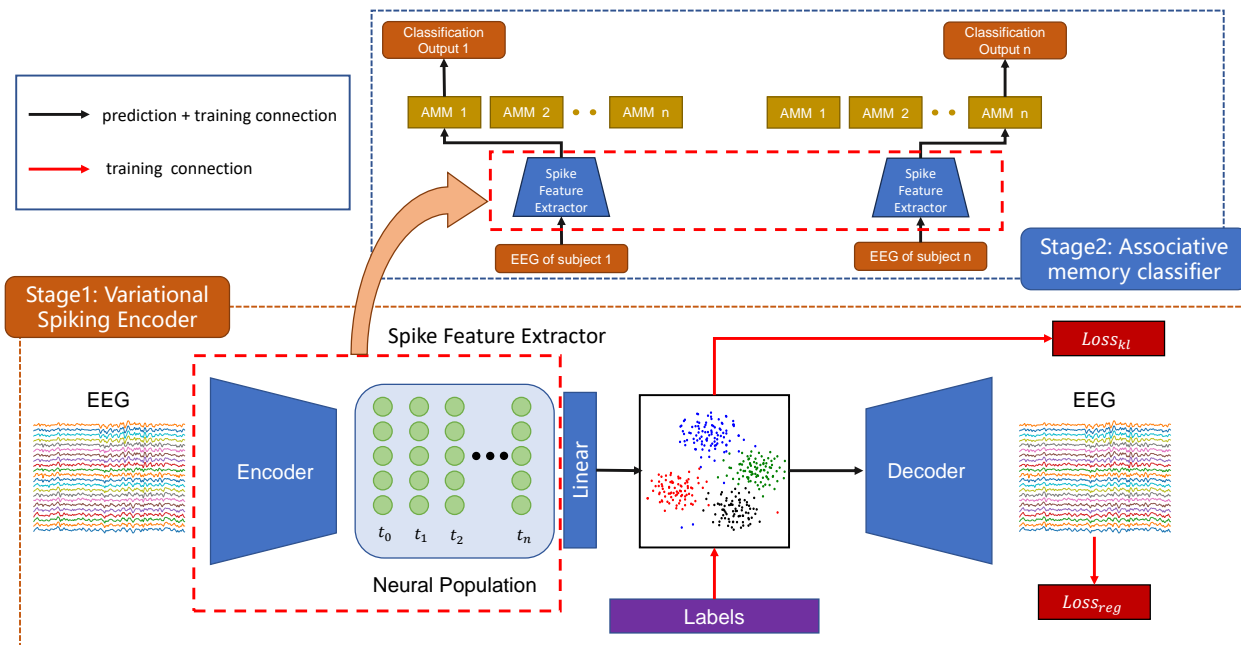 Classification
Output 1
Classification
Output n
AMM 1
AMM 2
AMM n
AMM 1
AMM 2
AMM n
prediction + training connection
training connection
Spike
Feature
Extractor
Spike
Feature
Extractor
EEG of subject 1
EEG of subject n
Stage2: Associative
memory classifier
Stage1: Variational
Spiking Encoder
Spike Feature Extractor
Loss_kl
EEG
Encoder
Linear
Decoder
EEG
t_0
t_1
t_2
t_n
Neural Population
Labels
Loss_reg